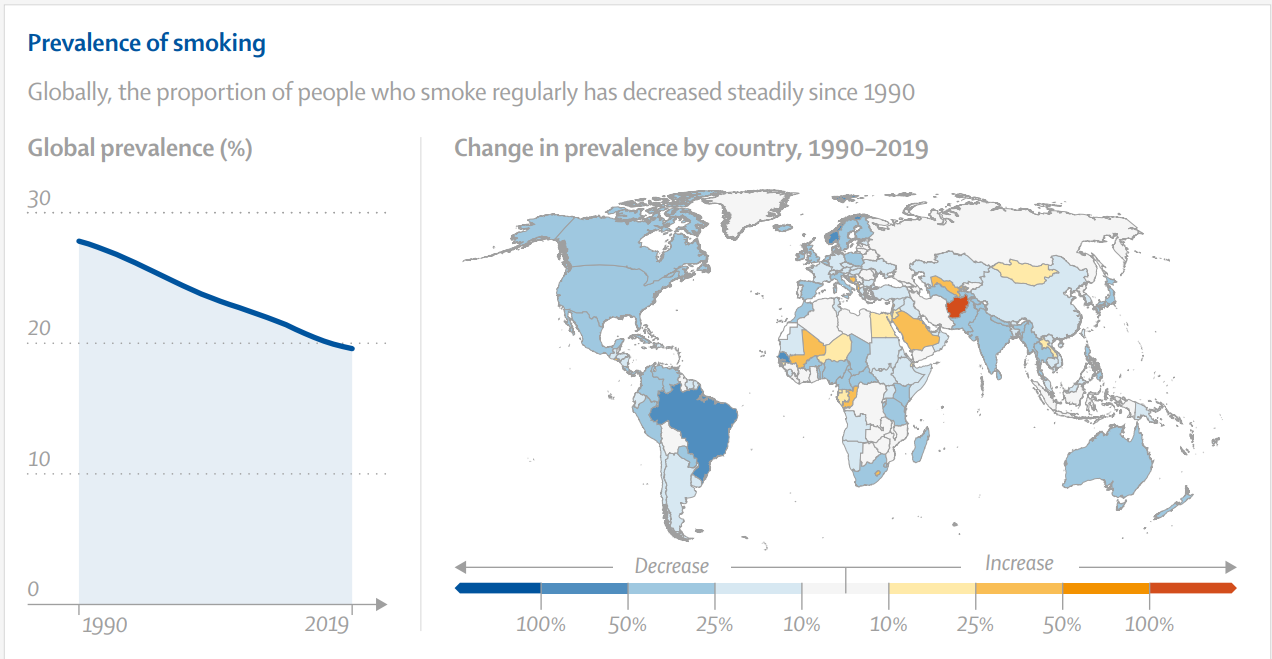 Prevalence of smoking
Globally, the proportion of people who smoke regularly has decreased steadily since 1990
Global prevalence (%)
30
20
10
0
1990 2019
Change in prevalence by country, 1990–2019
Decrease Increase
100% 50% 25% 10% 10% 25% 50% 100%